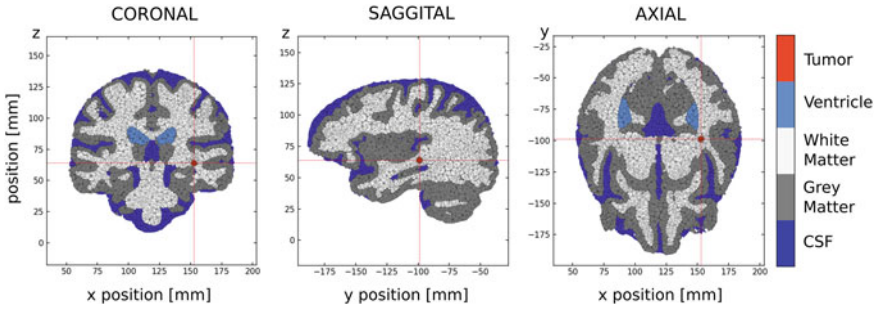 CORONAL
SAGGITAL
AXIAL
z
z
y
position [mm]
150
125
100
75
50
25
0
50
75
100
125
150
175
200
x position [mm]
150
125
100
75
50
25
0
−175
−150
−125
−100
−75
−50
−25
y position [mm]
−25
−50
−75
−100
−125
−150
−175
50
75
100
125
150
175
200
x position [mm]
Tumor
Ventricle
White
Matter
Grey
Matter
CSF